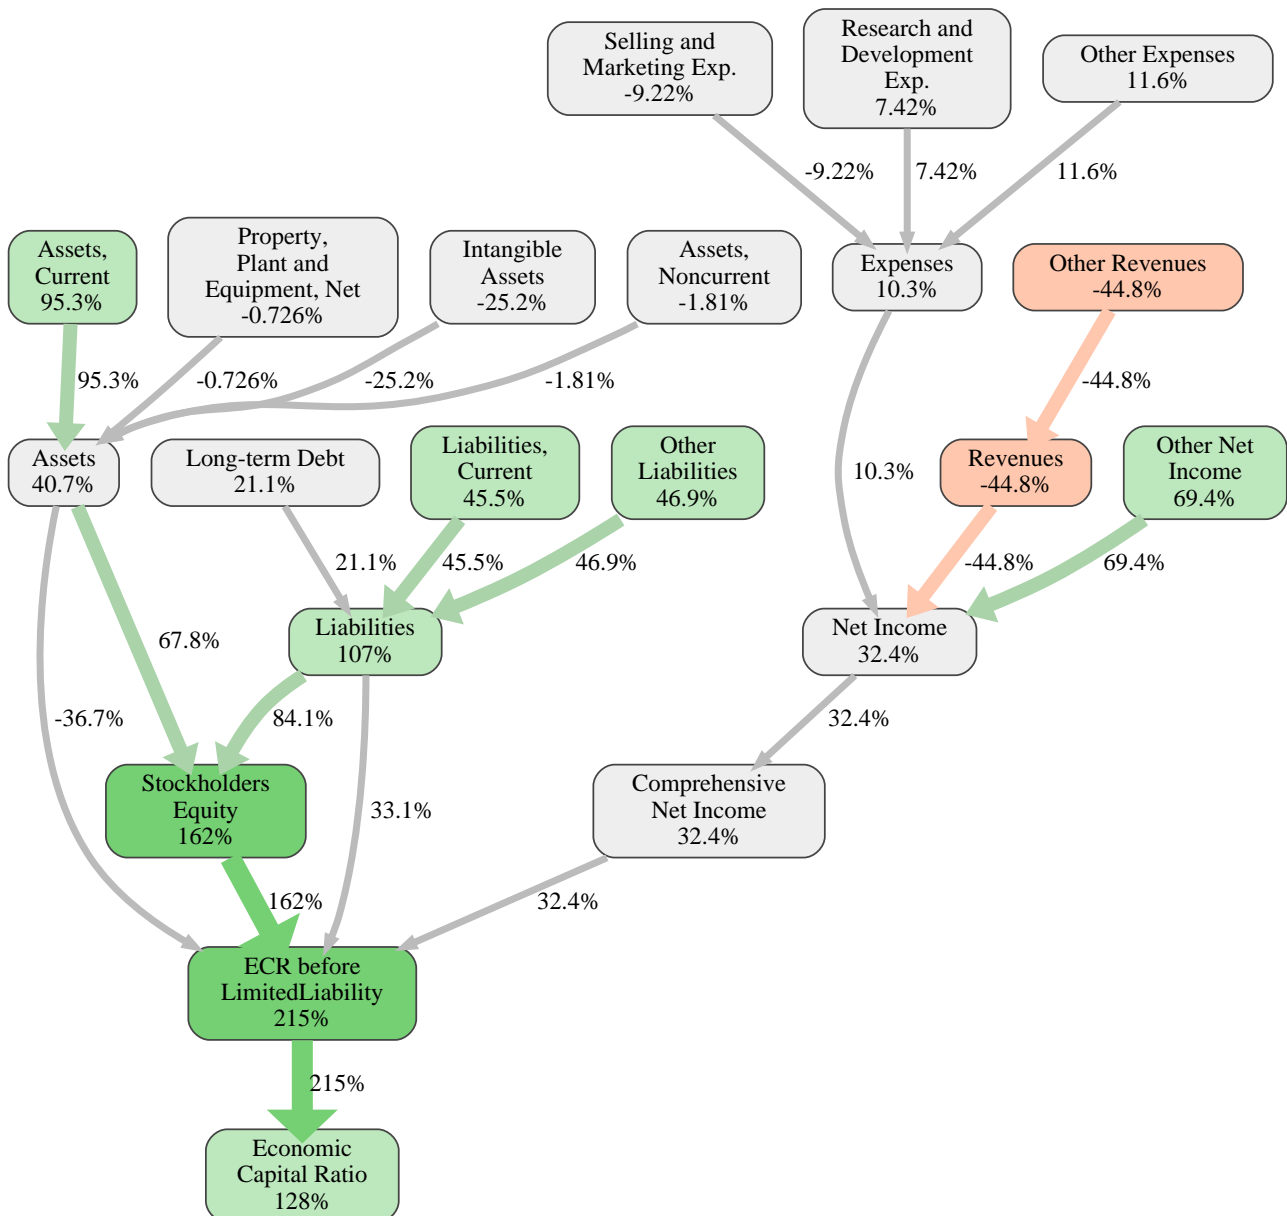 Selling and
Marketing Exp.
-9.22%
Research and
Development
Exp.
7.42%
Other Expenses
11.6%
-9.22%
7.42%
11.6%
Assets,
Current
95.3%
Property,
Plant and
Equipment, Net
-0.726%
Intangible
Assets
-25.2%
Assets,
Noncurrent
-1.81%
Expenses
10.3%
Other Revenues
-44.8%
95.3%
-0.726%
-25.2%
-1.81%
-44.8%
Assets
40.7%
Long-term Debt
21.1%
Liabilities,
Current
45.5%
Other
Liabilities
46.9%
10.3%
Revenues
-44.8%
Other Net
Income
69.4%
21.1%
45.5%
46.9%
-44.8%
69.4%
67.8%
Liabilities
107%
Net Income
32.4%
-36.7%
84.1%
32.4%
Stockholders
Equity
162%
33.1%
Comprehensive
Net Income
32.4%
162%
32.4%
ECR before
LimitedLiability
215%
215%
Economic
Capital Ratio
128%